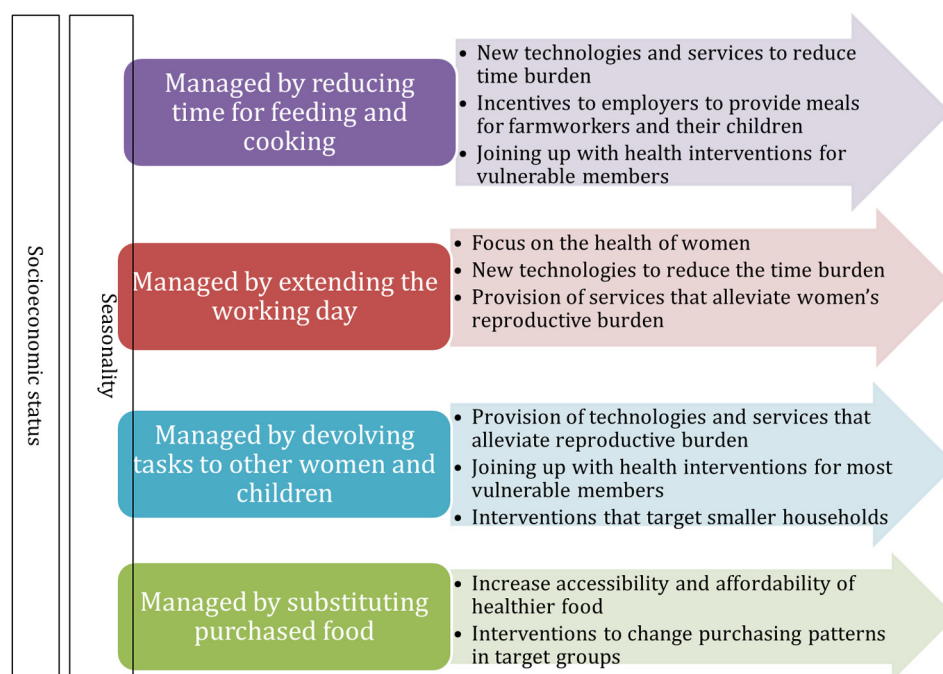 Socioeconomic status
Seasonality
Managed by reducing
time for feeding and
cooking
• New technologies and services to reduce
time burden
• Incentives to employers to provide meals
for farmworkers and their children
• Joining up with health interventions for
vulnerable members
Managed by extending the
working day
• Focus on the health of women
• New technologies to reduce the time burden
• Provision of services that alleviate women’s
reproductive burden
Managed by devolving
tasks to other women and
children
• Provision of technologies and services that
alleviate reproductive burden
• Joining up with health interventions for most
vulnerable members
• Interventions that target smaller households
Managed by substituting
purchased food
• Increase accessibility and affordability of
healthier food
• Interventions to change purchasing patterns
in target groups